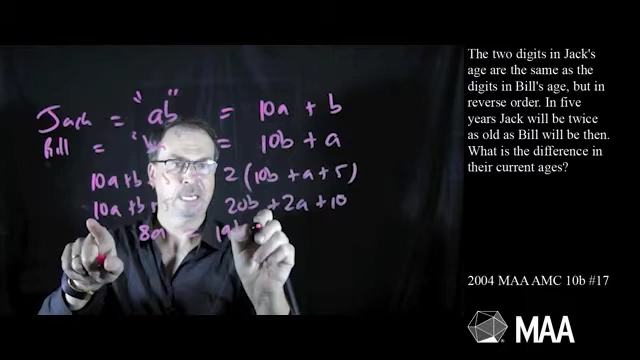 Jack = "ab" = 10a + b
Bill = = 10b + a
10a+b 2(10b + a + 5)
10a+b 20b + 2a + 10
8a = 19b
The two digits in Jack's
age are the same as the
digits in Bill's age, but in
reverse order. In five
years Jack will be twice
as old as Bill will be then.
What is the difference in
their current ages?
2004 MAA AMC 10b #17
MAA